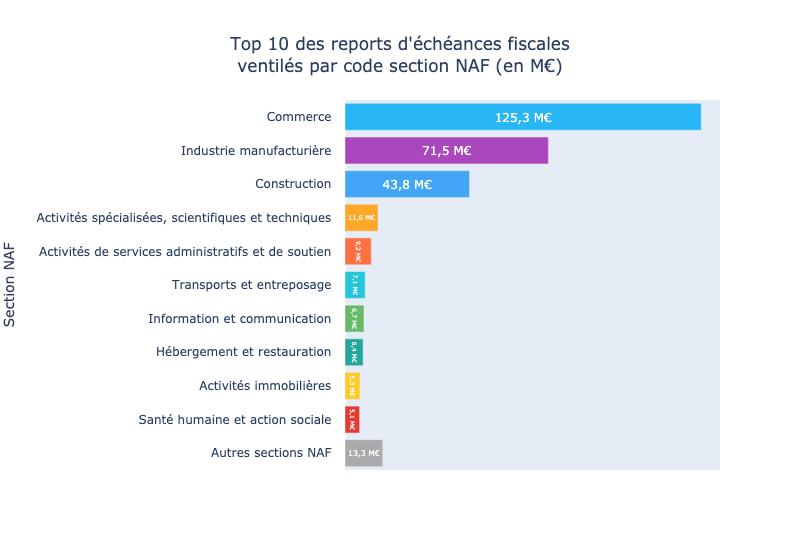 Top 10 des reports d'échéances fiscales
ventilés par code section NAF (en M€)
Section NAF
Commerce 125,3 M€
Industrie manufacturière 71,5 M€
Construction 43,8 M€
Activités spécialisées, scientifiques et techniques 11,6 M€
Activités de services administratifs et de soutien 9,2 M€
Transports et entreposage 7,1 M€
Information et communication 6,7 M€
Hébergement et restauration 6,4 M€
Activités immobilières 5,3 M€
Santé humaine et action sociale 5,1 M€
Autres sections NAF 13,3 M€